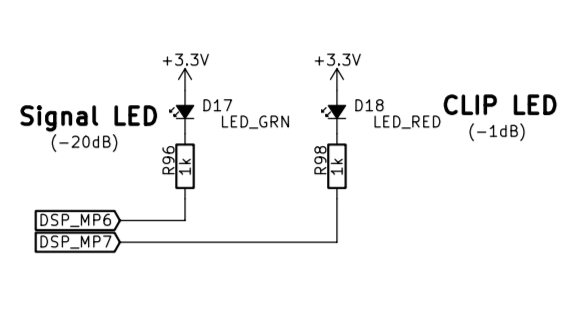 +3.3V +3.3V
Signal LED
(-20dB)
D17
LED_GRN
D18
LED_RED
CLIP LED
(-1dB)
R96
1k
R98
1k
DSP_MP6
DSP_MP7